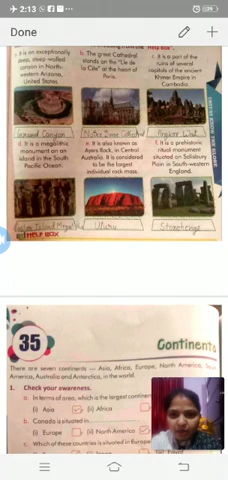 2:13
Done
HELP BOX
a. It is an exceptionally deep, steep-walled canyon in North-western Arizona, United States.
b. The great Cathedral
stands on the "Ile de
la Cite" at the heart of
Paris.
c. It is a part of the
ruins of several
capitals of the ancient
Khmer Empire in
Cambodia.
Canyon
Notre Dame Cathedral
Angkor Wat
d. It is a megalithic
monument on an
island in the South
Pacific Ocean.
e. It is also known as
Ayers Rock, in Central
Australia. It is considered
to be the largest
individual rock mass.
f. It is a prehistoric
ritual monument
situated on Salisbury
Plain in South-western
England.
Island
Uluru
Stonehenge
HELP BOX
35
Continents
There are seven continents — Asia, Africa, Europe, North America, South
America, Australia and Antarctica, in the world.
1. Check your awareness.
a. In terms of area, which is the largest continent
(i) Asia (ii) Africa
b. Canada is situated in
(i) Europe (ii) North America
c. Which of these countries is situated in Europe